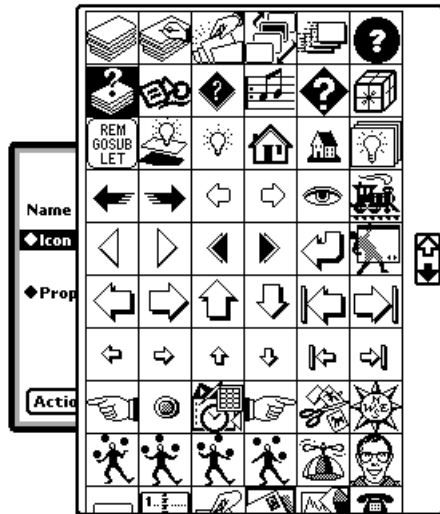 ?
?
?
?
REM
GOSUB
LET
Name
◆Icon
◆Prop
Actio
N
W E
1..